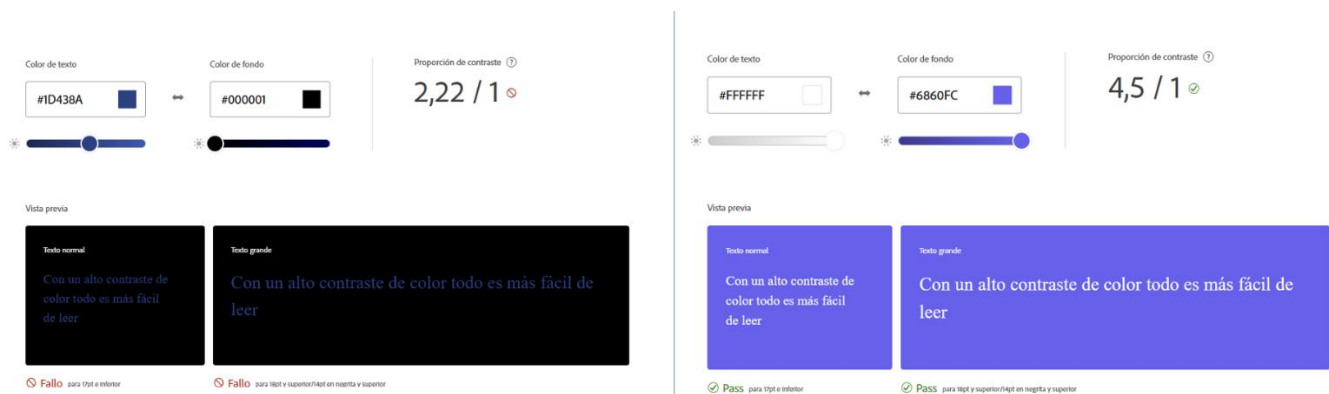 Color de texto
Color de fondo
Proporción de contraste ?
#1D438A
#000001
2,22 / 1
Vista previa
Texto normal
Con un alto contraste de
color todo es más fácil
de leer
Texto grande
Con un alto contraste de color todo es más fácil de
leer
Fallo para 17pt e inferior
Fallo para 18pt y superior/14pt en negrita y superior
Color de texto
Color de fondo
Proporción de contraste ?
#FFFFFF
#6860FC
4,5 / 1
Vista previa
Texto normal
Con un alto contraste de
color todo es más fácil
de leer
Texto grande
Con un alto contraste de color todo es más fácil de
leer
Pass para 17pt e inferior
Pass para 18pt y superior/14pt en negrita y superior